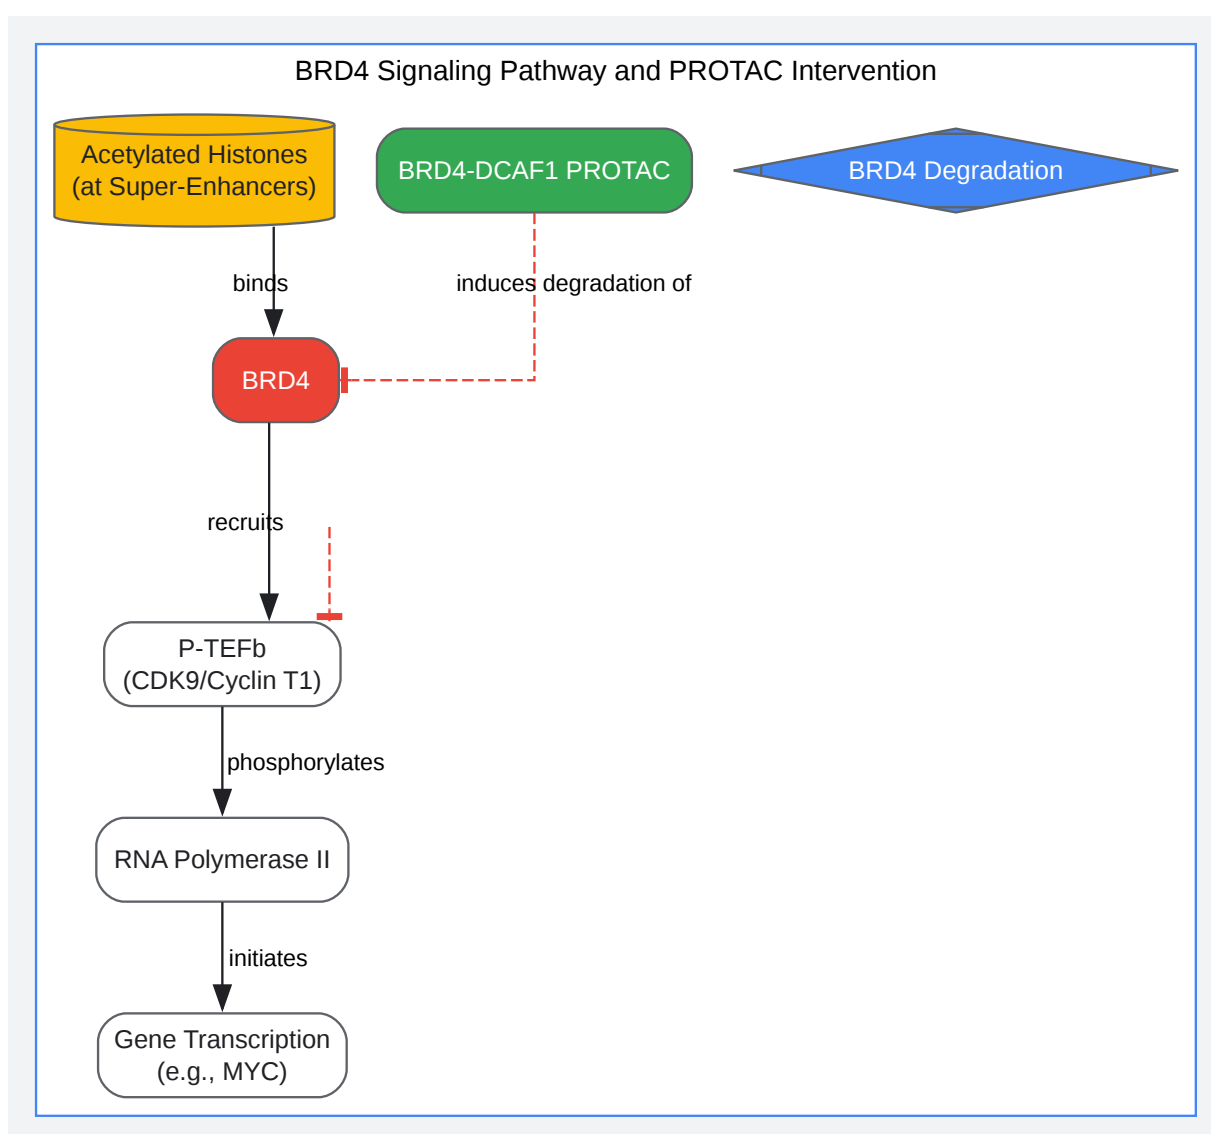 BRD4 Signaling Pathway and PROTAC Intervention
Acetylated Histones
(at Super-Enhancers)
BRD4-DCAF1 PROTAC
BRD4 Degradation
binds
induces degradation of
BRD4
recruits
P-TEFb
(CDK9/Cyclin T1)
phosphorylates
RNA Polymerase II
initiates
Gene Transcription
(e.g., MYC)